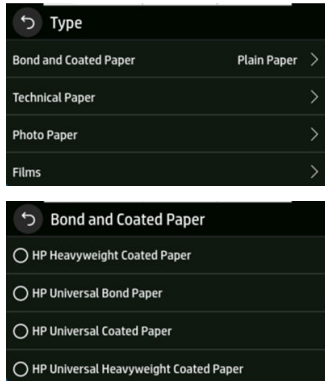 Type
Bond and Coated Paper Plain Paper
Technical Paper
Photo Paper
Films
Bond and Coated Paper
HP Heavyweight Coated Paper
HP Universal Bond Paper
HP Universal Coated Paper
HP Universal Heavyweight Coated Paper